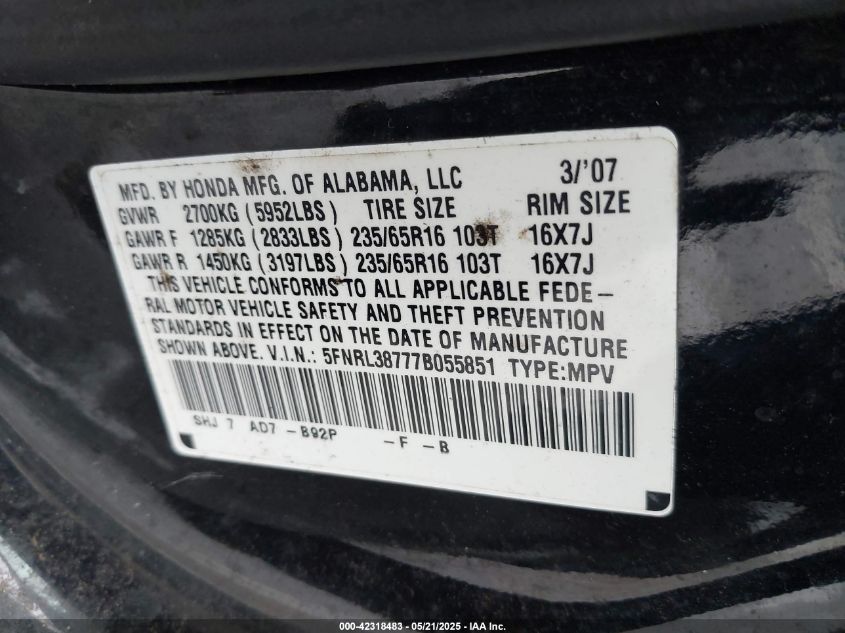 MFD. BY HONDA MFG. OF ALABAMA, LLC 3/'07
GVWR 2700KG (5952LBS) TIRE SIZE RIM SIZE
GAWR F 1285KG (2833LBS) 235/65R16 103T 16X7J
GAWR R 1450KG (3197LBS) 235/65R16 103T 16X7J
THIS VEHICLE CONFORMS TO ALL APPLICABLE FEDE-
RAL MOTOR VEHICLE SAFETY AND THEFT PREVENTION
STANDARDS IN EFFECT ON THE DATE OF MANUFACTURE
SHOWN ABOVE. V.I.N.: 5FNRL38777B055851 TYPE:MPV
SHJ 7 AD7 -B92P -F -B
000-42318483 - 05/21/2025 - IAA Inc.